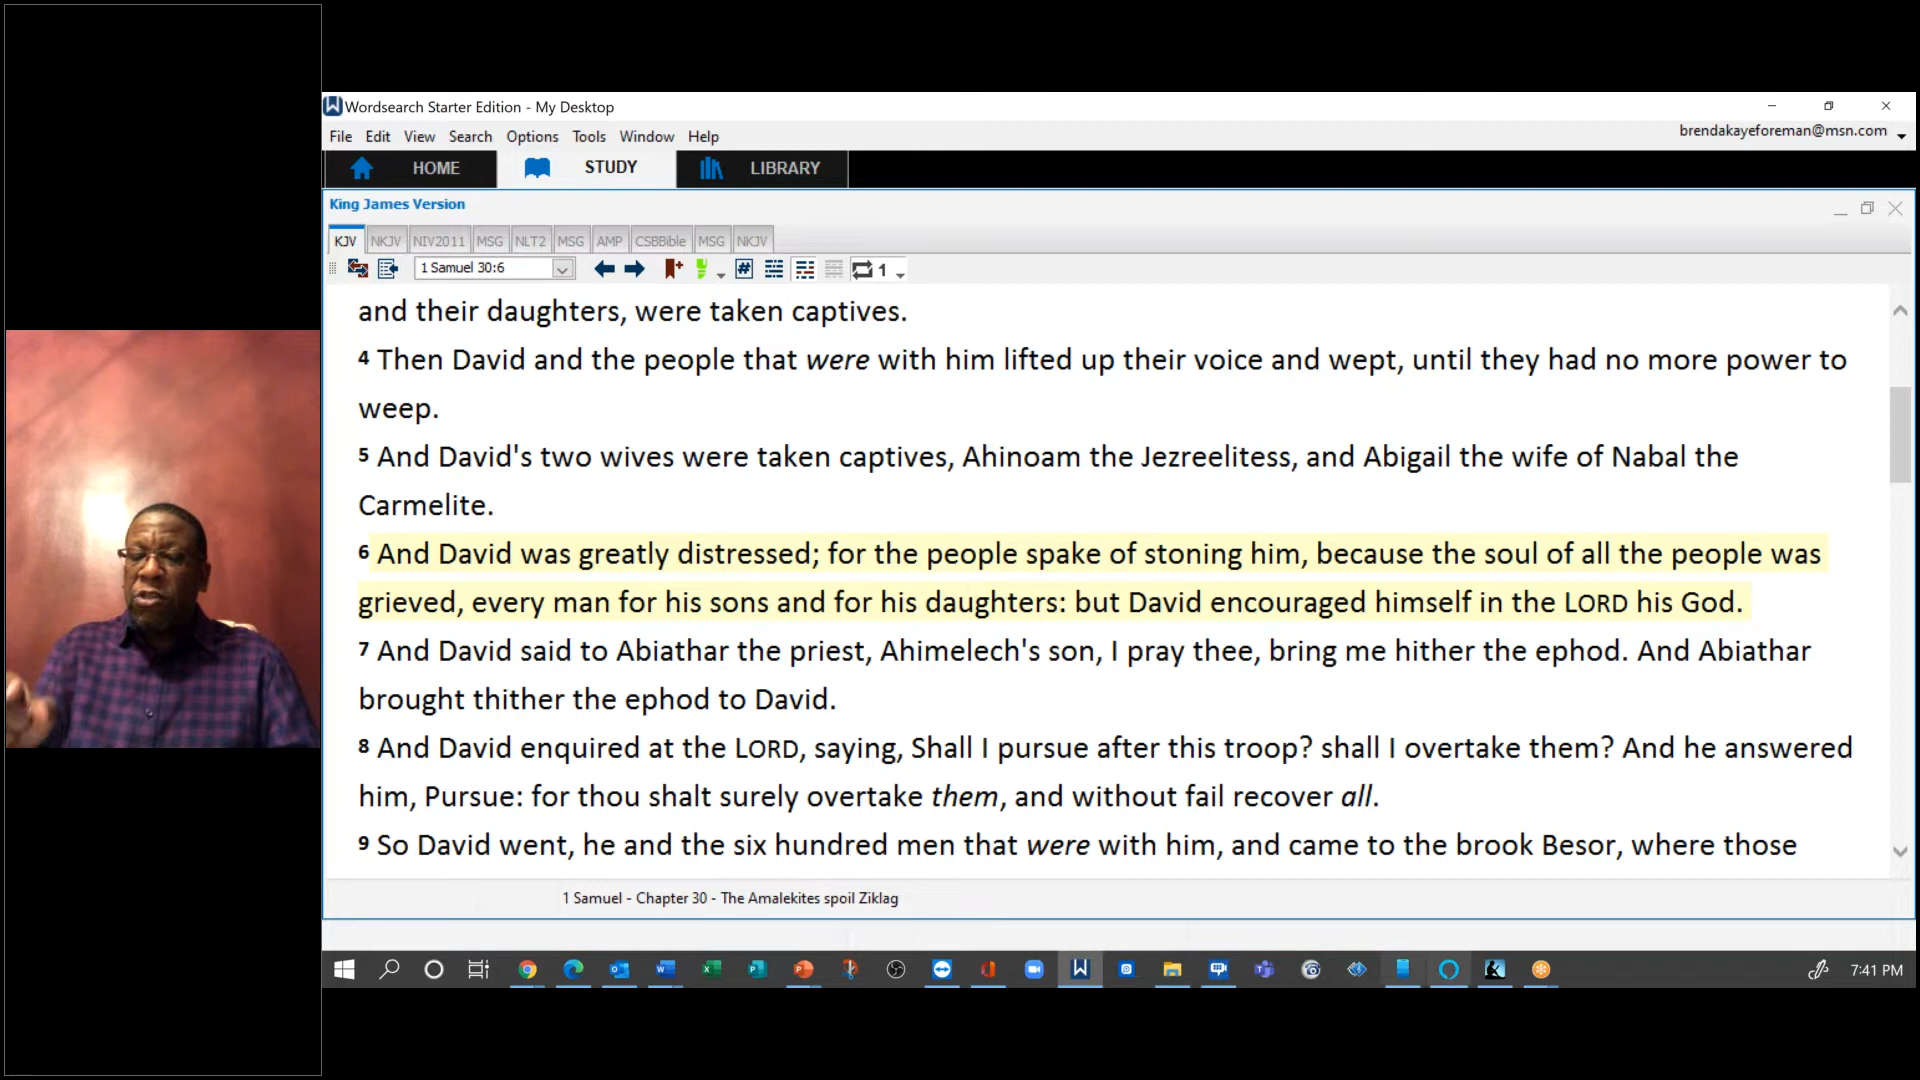 Wordsearch Starter Edition - My Desktop
File Edit View Search Options Tools Window Help
brendakayeforeman@msn.com
HOME STUDY LIBRARY
King James Version
KJV NKJV NIV2011 MSG NLT2 MSG AMP CSBBible MSG NKJV
1 Samuel 30:6
# 1
and their daughters, were taken captives.
4 Then David and the people that were with him lifted up their voice and wept, until they had no more power to
weep.
5 And David's two wives were taken captives, Ahinoam the Jezreelitess, and Abigail the wife of Nabal the
Carmelite.
6 And David was greatly distressed; for the people spake of stoning him, because the soul of all the people was
grieved, every man for his sons and for his daughters: but David encouraged himself in the LORD his God.
7 And David said to Abiathar the priest, Ahimelech's son, I pray thee, bring me hither the ephod. And Abiathar
brought thither the ephod to David.
8 And David enquired at the LORD, saying, Shall I pursue after this troop? shall I overtake them? And he answered
him, Pursue: for thou shalt surely overtake them, and without fail recover all.
9 So David went, he and the six hundred men that were with him, and came to the brook Besor, where those
1 Samuel - Chapter 30 - The Amalekites spoil Ziklag
7:41 PM